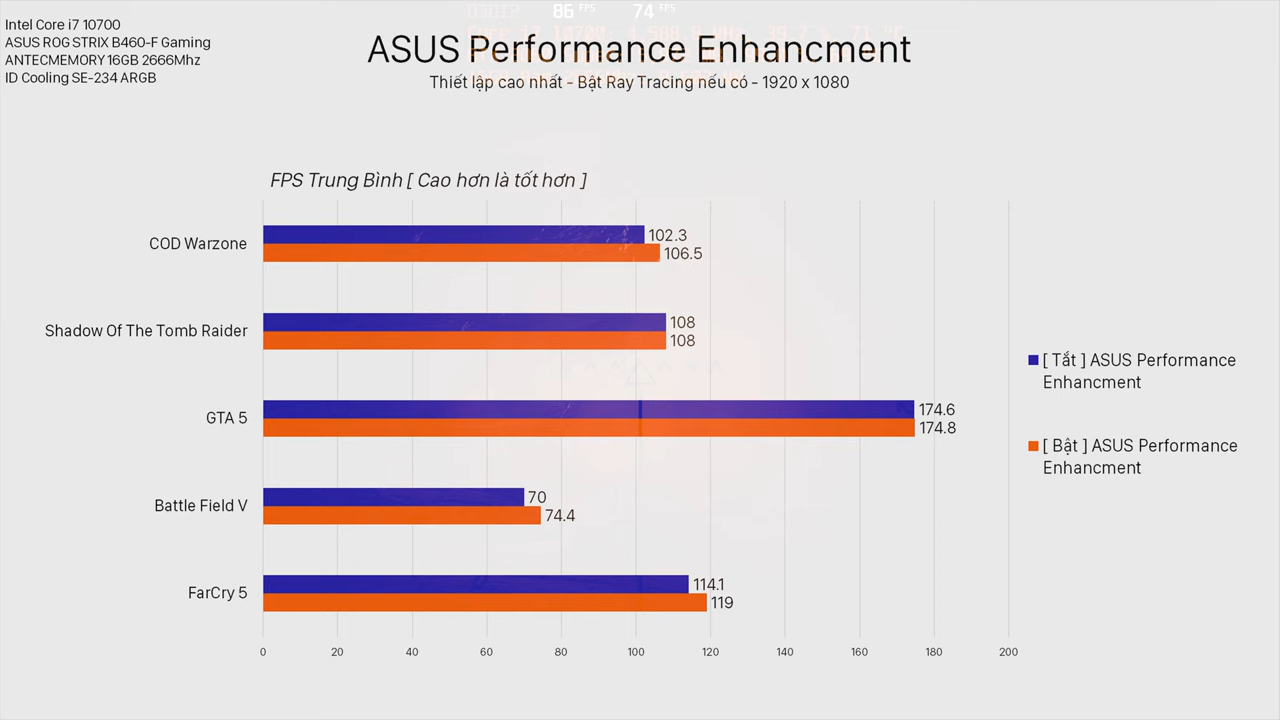 86 FPS 74 FPS
Intel Core i7 10700
ASUS ROG STRIX B460-F Gaming
ANTECMEMORY 16GB 2666Mhz
ID Cooling SE-234 ARGB
ASUS Performance Enhancment
Thiết lập cao nhất - Bật Ray Tracing nếu có - 1920 x 1080
FPS Trung Bình [ Cao hơn là tốt hơn ]
COD Warzone
102.3
106.5
Shadow Of The Tomb Raider
108
108
GTA 5
174.6
174.8
Battle Field V
70
74.4
FarCry 5
114.1
119
0 20 40 60 80 100 120 140 160 180 200
[ Tắt ] ASUS Performance
Enhancment
[ Bật ] ASUS Performance
Enhancment